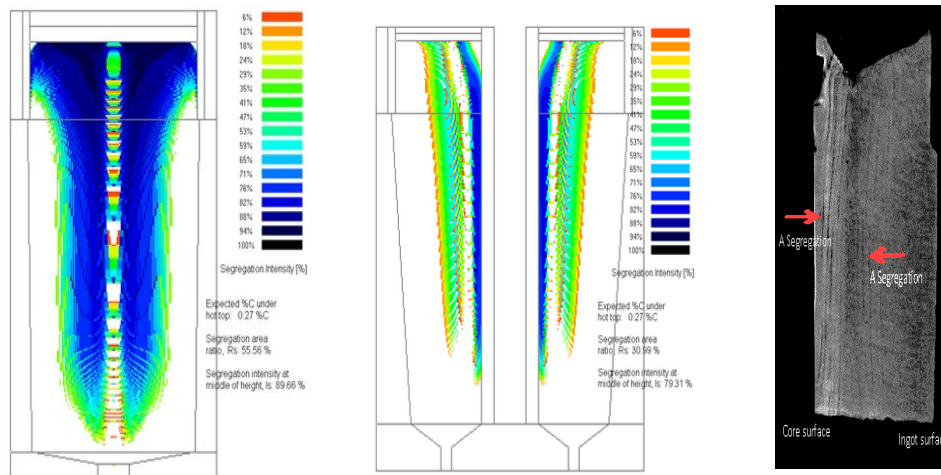 6%
12%
18%
24%
29%
35%
41%
47%
53%
59%
65%
71%
76%
82%
88%
94%
100%
Segregation Intensity [%]
Expected %C under
hot top: 0.27 %C
Segregation area
ratio, Rs: 55.56 %
Segregation intensity at
middle of height, Is: 89.66 %
6%
12%
18%
24%
29%
35%
41%
47%
53%
59%
65%
71%
76%
82%
88%
94%
100%
Segregation Intensity [%]
Expected %C under
hot top: 0.27 %C
Segregation area
ratio, Rs: 30.99 %
Segregation intensity at
middle of height, Is: 79.31 %
A Segregation
A Segregation
Core surface
Ingot surfa